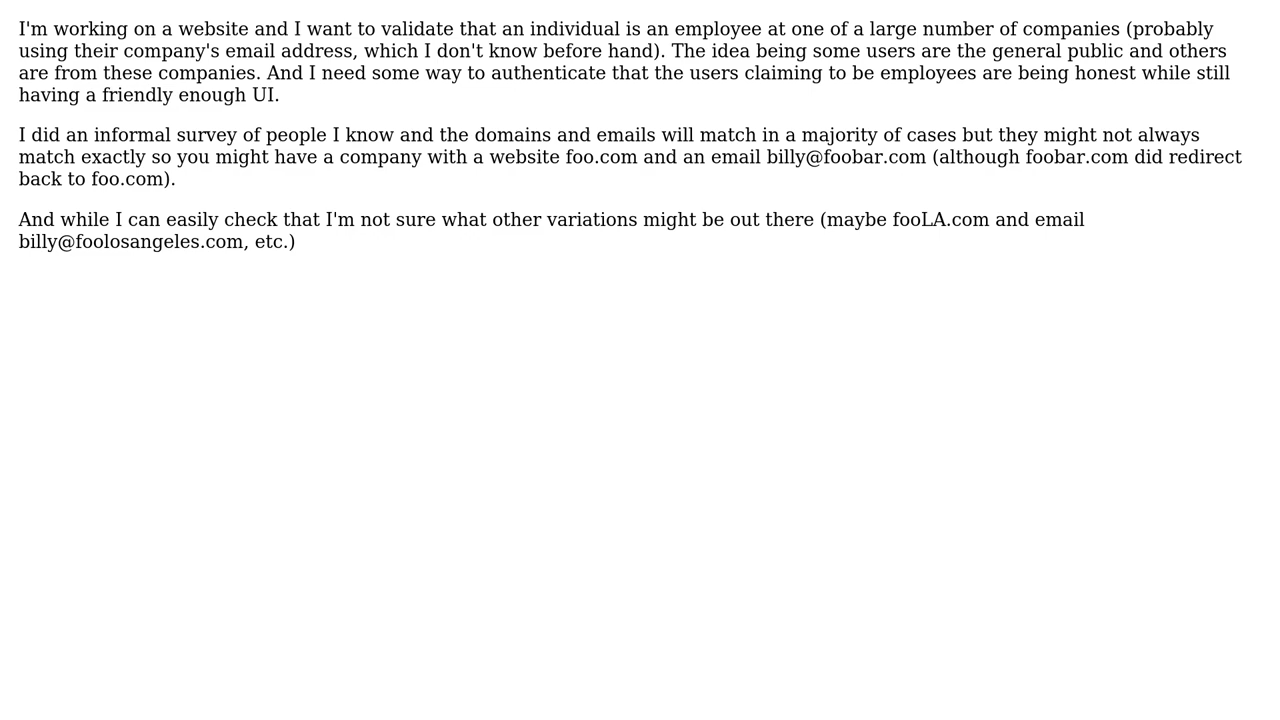 I'm working on a website and I want to validate that an individual is an employee at one of a large number of companies (probably
using their company's email address, which I don't know before hand). The idea being some users are the general public and others
are from these companies. And I need some way to authenticate that the users claiming to be employees are being honest while still
having a friendly enough UI.
I did an informal survey of people I know and the domains and emails will match in a majority of cases but they might not always
match exactly so you might have a company with a website foo.com and an email billy@foobar.com (although foobar.com did redirect
back to foo.com).
And while I can easily check that I'm not sure what other variations might be out there (maybe fooLA.com and email
billy@foolosangeles.com, etc.)